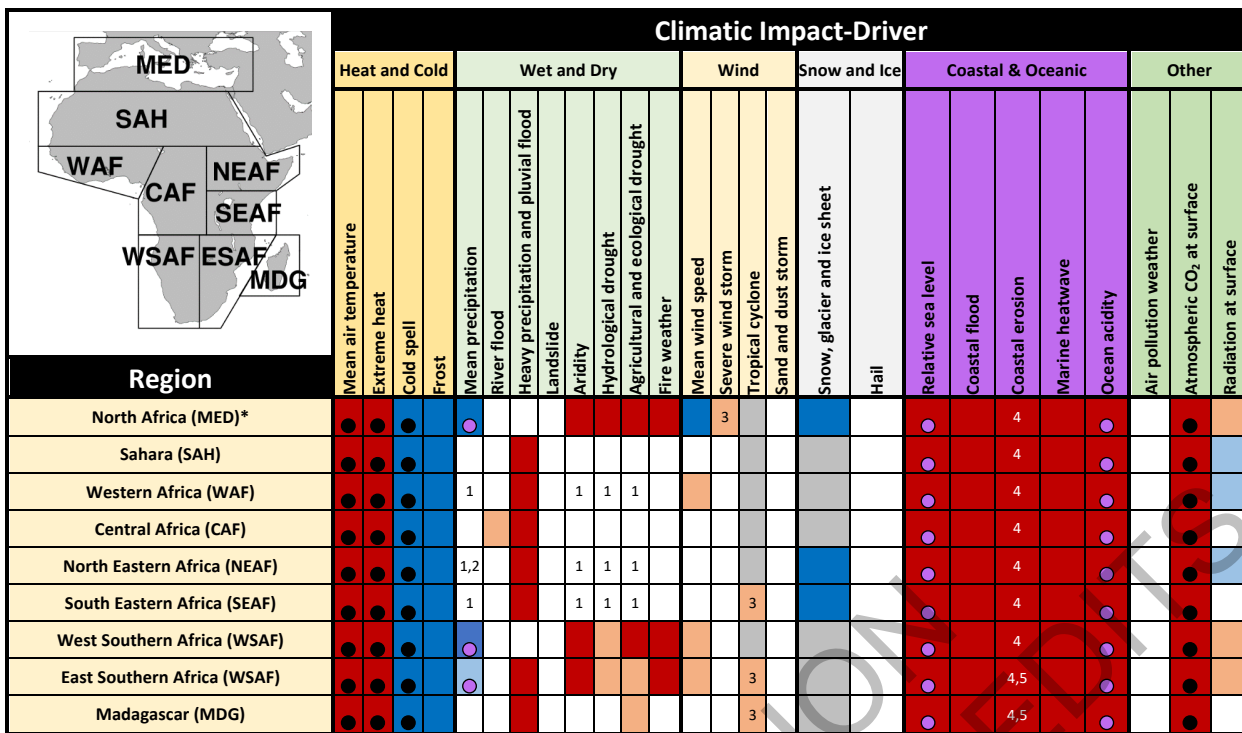 Climatic Impact-Driver
MED
SAH
WAF
NEAF
CAF
SEAF
WSAF
ESAF
MDG
Heat and Cold
Wet and Dry
Wind
Snow and Ice
Coastal & Oceanic
Other
Region
Mean air temperature
Extreme heat
Cold spell
Frost
Mean precipitation
River flood
Heavy precipitation and pluvial flood
Landslide
Aridity
Hydrological drought
Agricultural and ecological drought
Fire weather
Mean wind speed
Severe wind storm
Tropical cyclone
Sand and dust storm
Snow, glacier and ice sheet
Hail
Relative sea level
Coastal flood
Coastal erosion
Marine heatwave
Ocean acidity
Air pollution weather
Atmospheric CO₂ at surface
Radiation at surface
North Africa (MED)* 3 4
Sahara (SAH) 4
Western Africa (WAF) 1 1 1 1 4
Central Africa (CAF) 4
North Eastern Africa (NEAF) 1,2 1 1 1 4
South Eastern Africa (SEAF) 1 1 1 1 3 4
West Southern Africa (WSAF) 4
East Southern Africa (WSAF) 3 4,5
Madagascar (MDG) 3 4,5
ION
EDITS